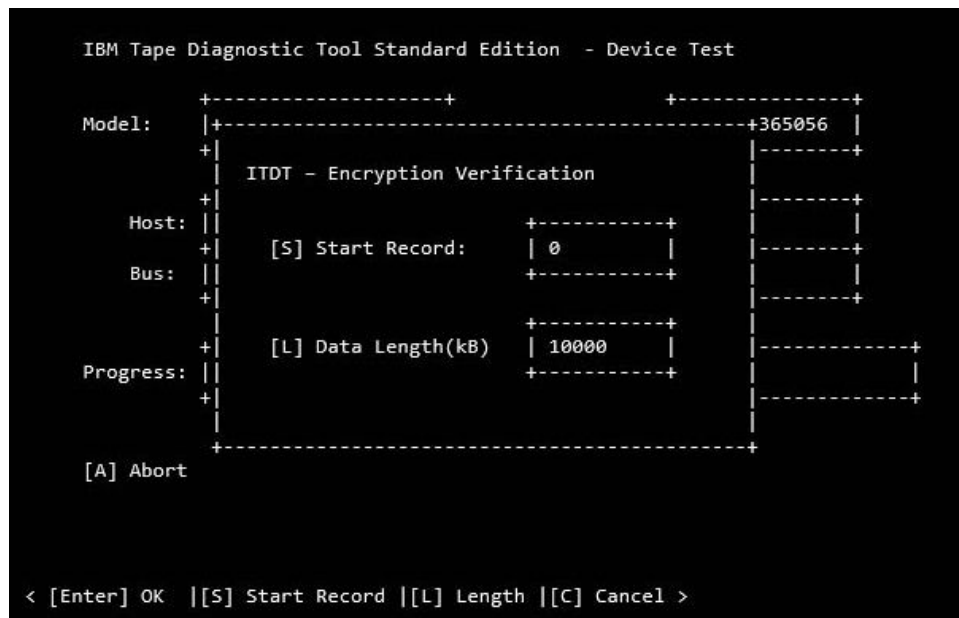 IBM Tape Diagnostic Tool Standard Edition - Device Test
Model: 365056
ITDT – Encryption Verification
Host:
[S] Start Record: 0
Bus:
[L] Data Length(kB) 10000
Progress:
[A] Abort
< [Enter] OK |[S] Start Record |[L] Length |[C] Cancel >